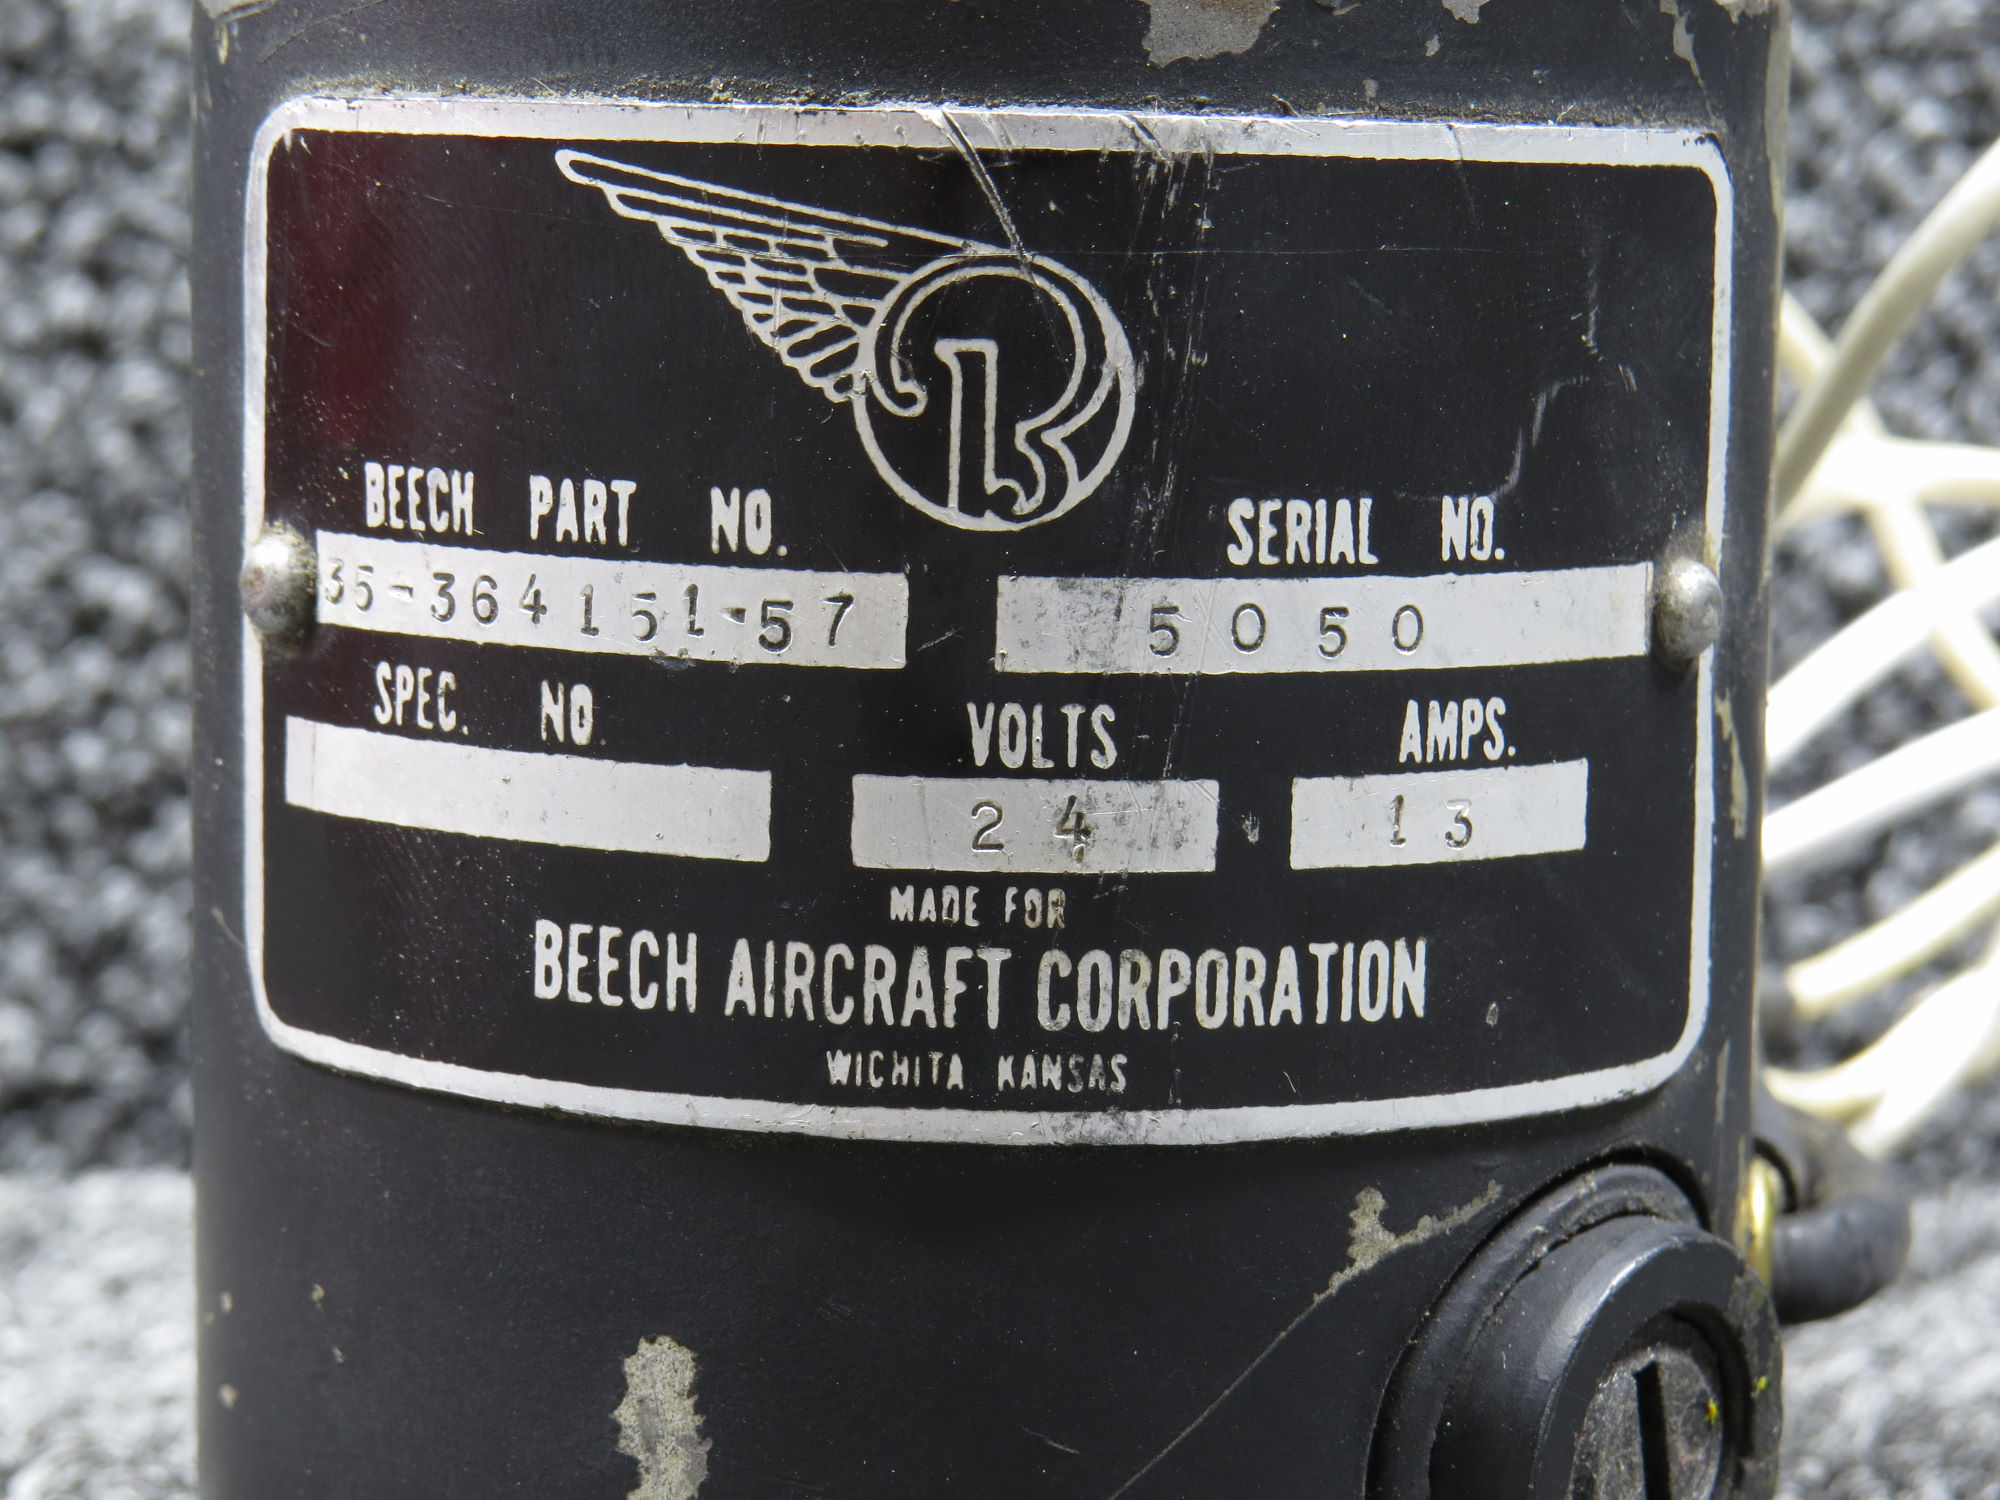 B
BEECH PART NO. SERIAL NO.
35-364151-57 5050
SPEC. NO VOLTS AMPS.
24 13
MADE FOR
BEECH AIRCRAFT CORPORATION
WICHITA KANSAS